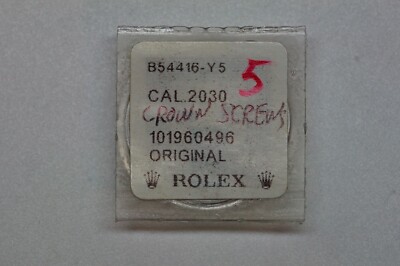 B54416-Y5
5
CAL.2030
CROWN SCREWS
101960496
ORIGINAL
ROLEX